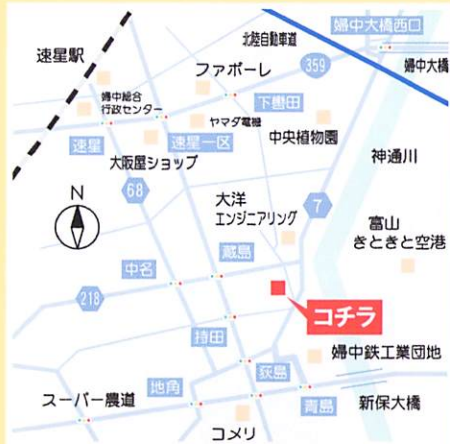 速星駅
北陸自動車道
婦中大橋西口
婦中大橋
359
ファボーレ
婦中総合
行政センター
下轡田
ヤマダ電機
速星
速星一区
中央植物園
大阪屋ショップ
神通川
N
68
大洋
エンジニアリング
7
富山
きときと空港
蔵島
中名
218
コチラ
持田
婦中鉄工業団地
荻島
地角
青島
スーパー農道
新保大橋
コメリ